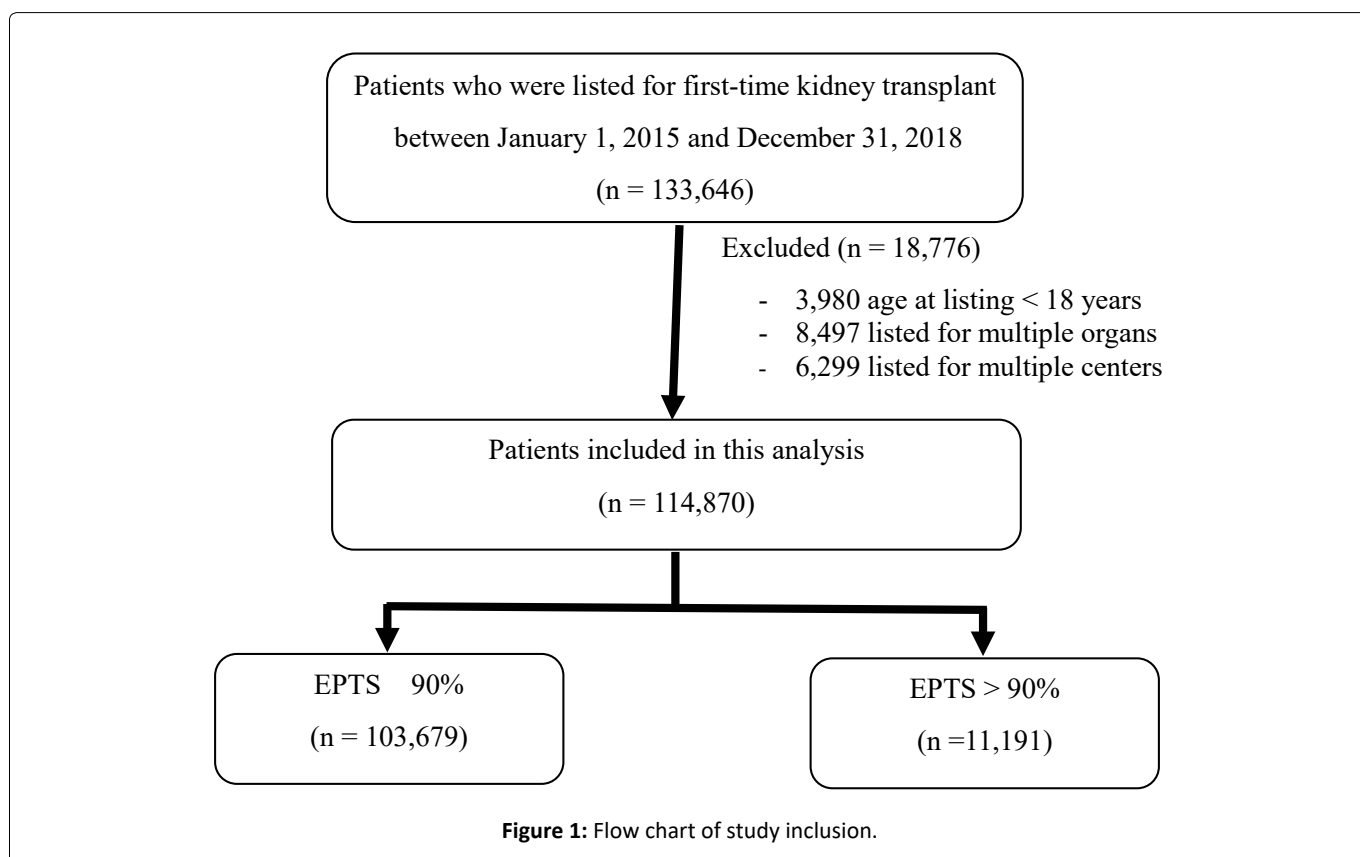 Patients who were listed for first-time kidney transplant
between January 1, 2015 and December 31, 2018
(n = 133,646)
Excluded (n = 18,776)
- 3,980 age at listing < 18 years
- 8,497 listed for multiple organs
- 6,299 listed for multiple centers
Patients included in this analysis
(n = 114,870)
EPTS 90%
(n = 103,679)
EPTS > 90%
(n =11,191)
Figure 1: Flow chart of study inclusion.